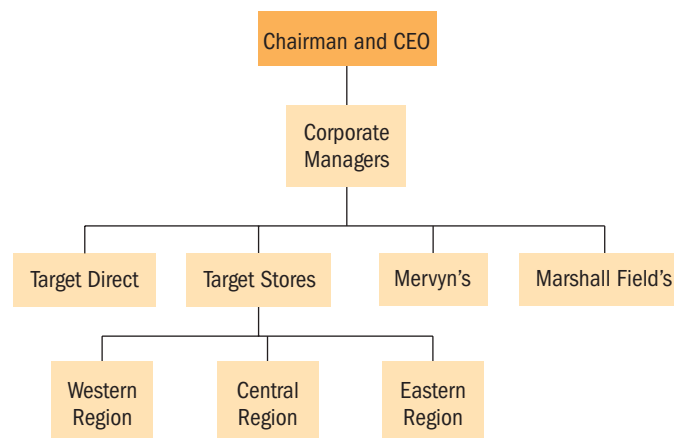 Chairman and CEO
Corporate
Managers
Target Direct
Target Stores
Mervyn's
Marshall Field's
Western
Region
Central
Region
Eastern
Region